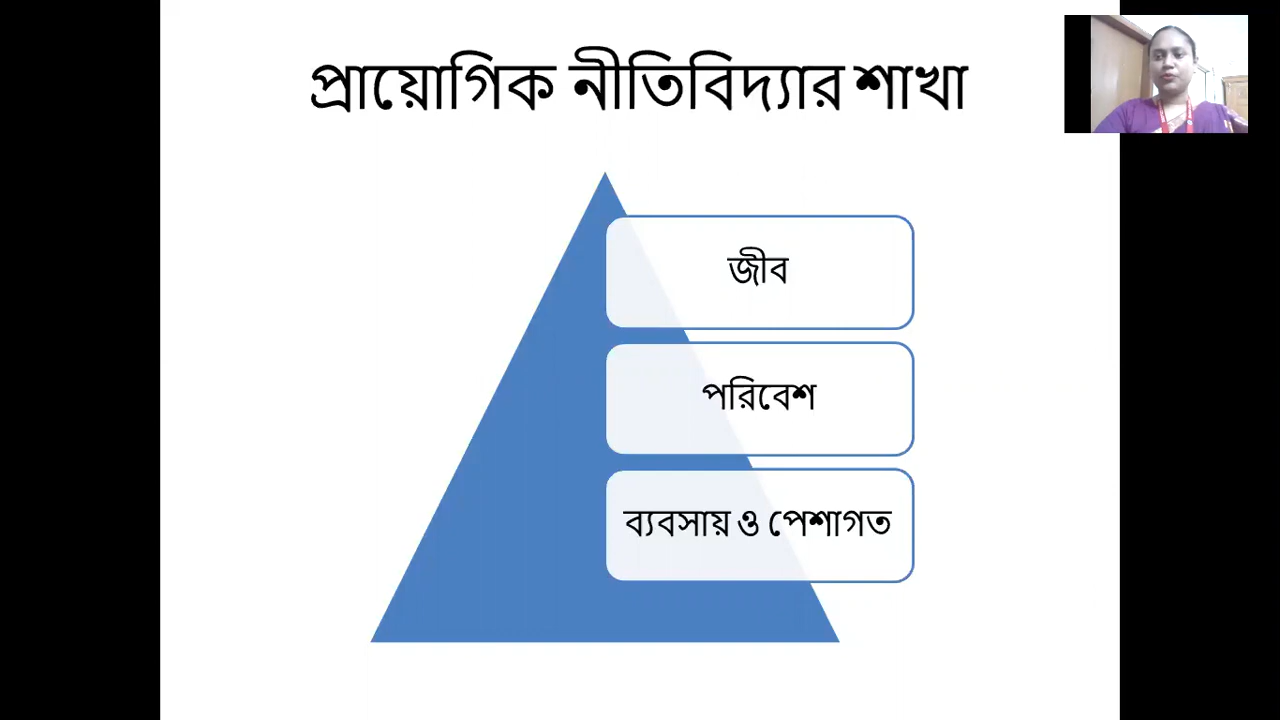 প্রায়োগিক নীতিবিদ্যার শাখা
জীব
পরিবেশ
ব্যবসায় ও পেশাগত